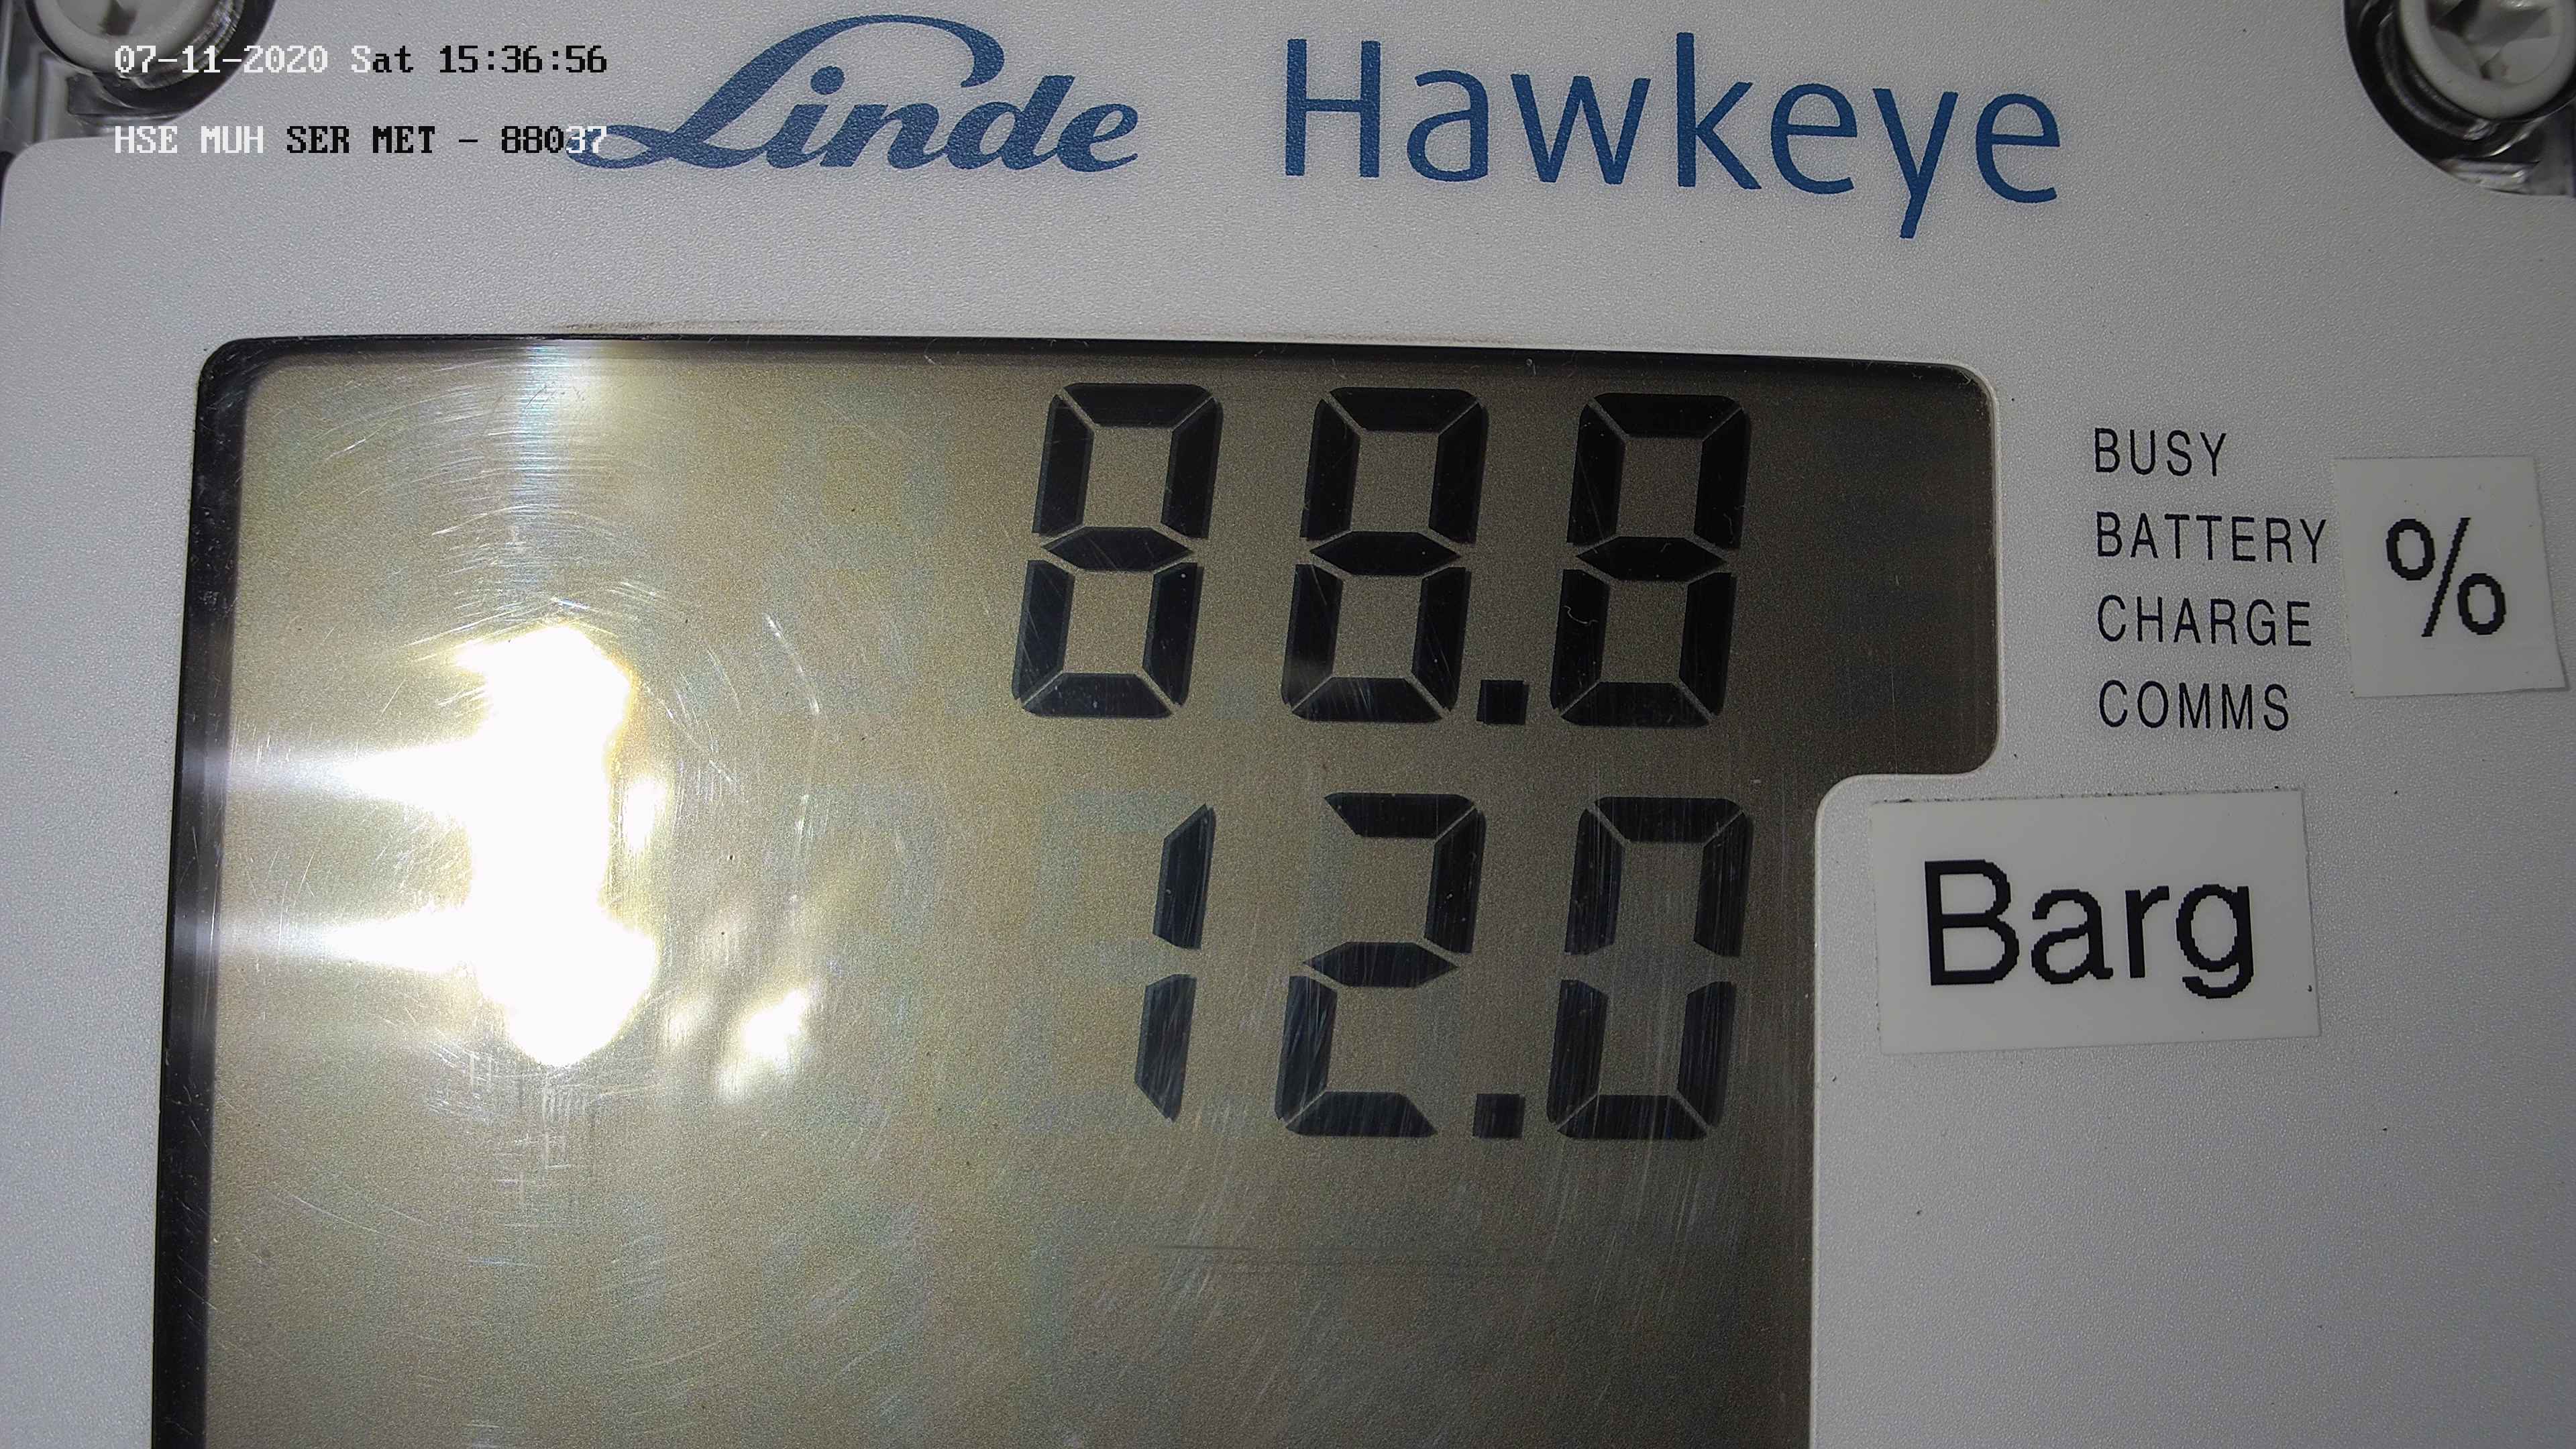 07-11-2020 Sat 15:36:56
HSE MUH SER MET - 88037
Linde Hawkeye
88.8
BUSY
BATTERY
CHARGE
COMMS
%
12.0
Barg